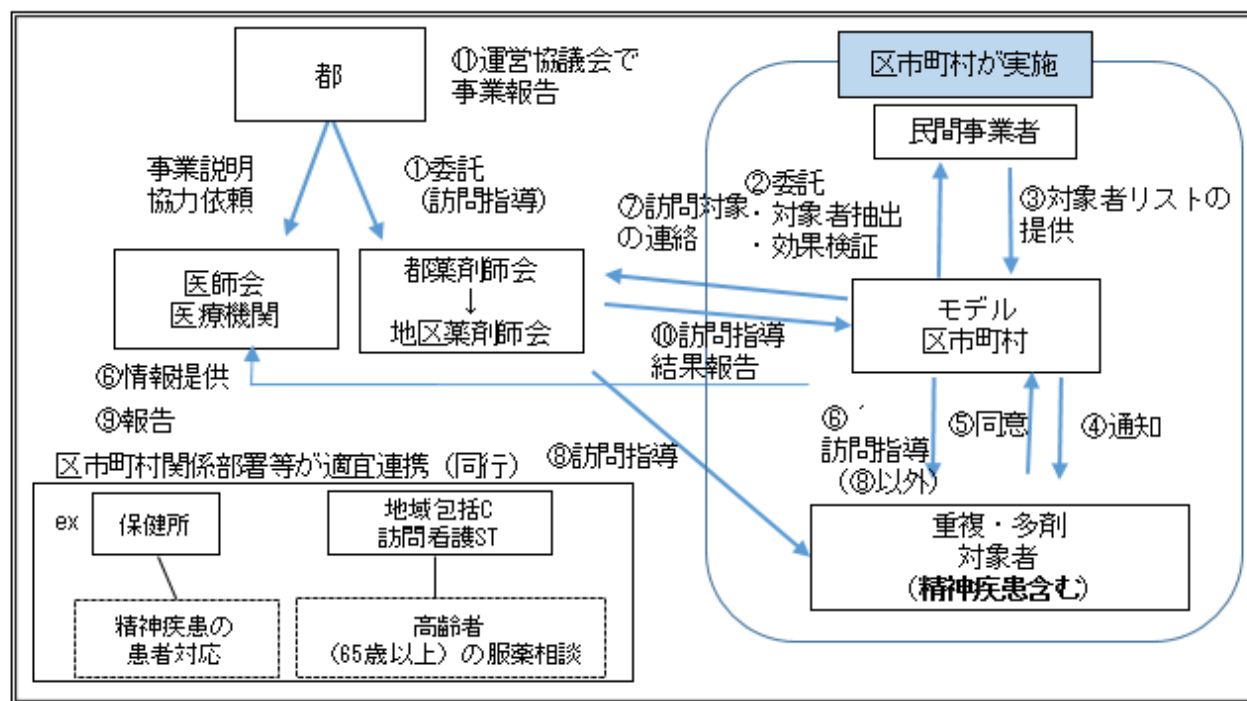 都
⑪運営協議会で
事業報告
区市町村が実施
民間事業者
事業説明
協力依頼
①委託
（訪問指導）
②委託
・対象者抽出
・効果検証
③対象者リストの
提供
⑦訪問対象
の連絡
医師会
医療機関
都薬剤師会
↓
地区薬剤師会
モデル
区市町村
⑩訪問指導
結果報告
⑥情報提供
⑨報告
⑥´
訪問指導
（⑧以外）
⑤同意
④通知
⑧訪問指導
区市町村関係部署等が適宜連携（同行）
ex
保健所
地域包括C
訪問看護ST
精神疾患の
患者対応
高齢者
（65歳以上）の服薬相談
重複・多剤
対象者
（精神疾患含む）